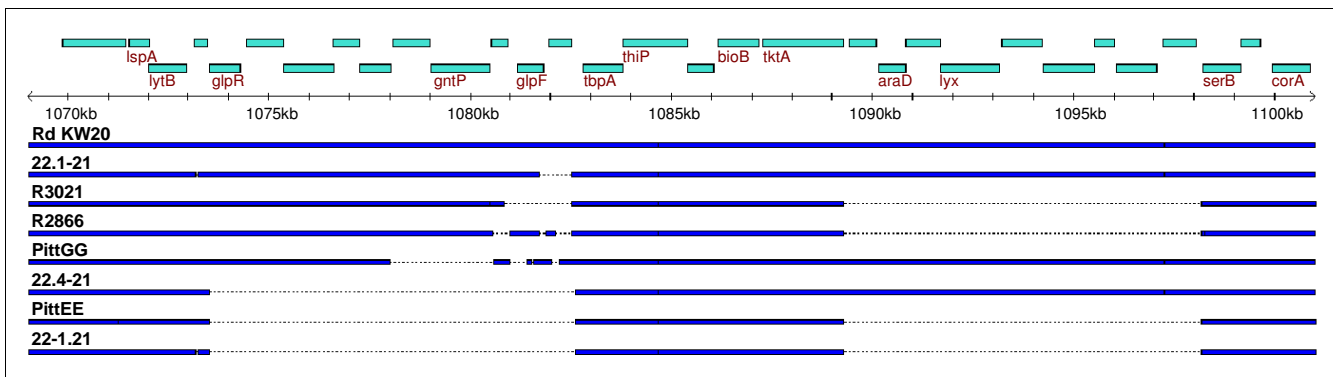 lspA thiP bioB tktA
lytB glpR gntP glpF tbpA araD lyx serB corA
1070kb 1075kb 1080kb 1085kb 1090kb 1095kb 1100kb
Rd KW20
22.1-21
R3021
R2866
PittGG
22.4-21
PittEE
22-1.21